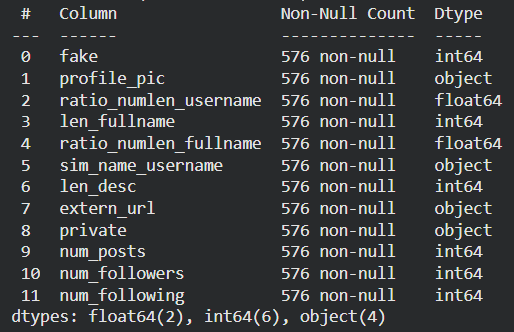 #   Column                 Non-Null Count  Dtype
---  ------                 --------------  -----
0   fake                   576 non-null    int64
1   profile_pic            576 non-null    object
2   ratio_numlen_username  576 non-null    float64
3   len_fullname           576 non-null    int64
4   ratio_numlen_fullname  576 non-null    float64
5   sim_name_username      576 non-null    object
6   len_desc               576 non-null    int64
7   extern_url             576 non-null    object
8   private                576 non-null    object
9   num_posts              576 non-null    int64
10  num_followers          576 non-null    int64
11  num_following          576 non-null    int64
dtypes: float64(2), int64(6), object(4)